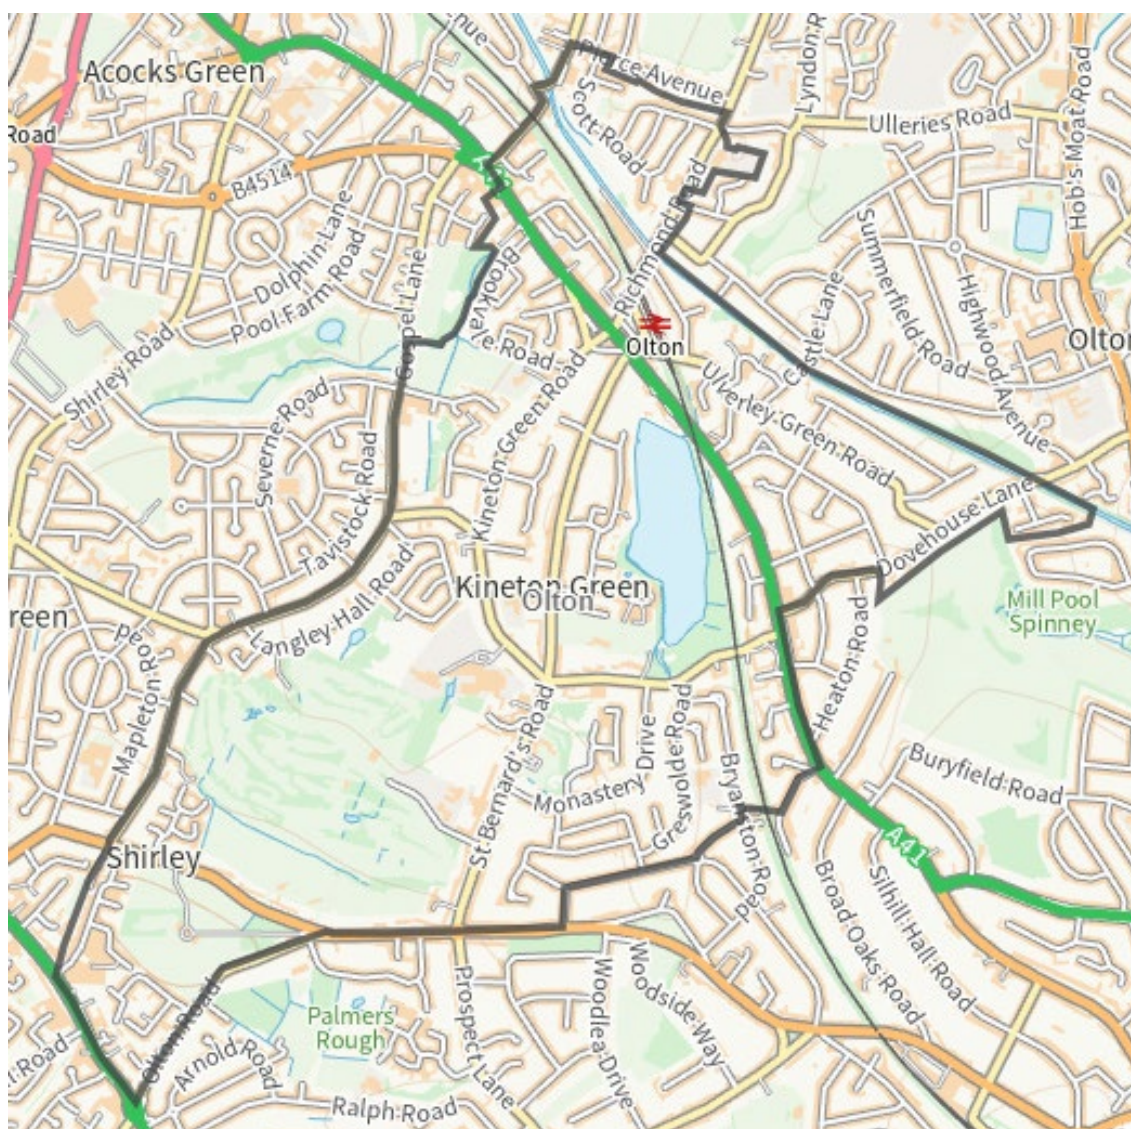 enue
Lyndon R
Hob's Moat Road
Acocks Green
Pierce Avenue
Scott Road
Ulleries Road
Road
B4514
A41
Dolphin Lane
Pool Farm Road
Gospel Lane
Brookvale Road
Richmond Road
Summerfield Road
Highwood Avenue
Castle Lane
Olton
Olton
Shirley Road
Severne Road
Tavistock Road
Kineton Green Road
Ulverley Green Road
Dovehouse Lane
Kineton Green
Olton
Mill Pool
Spinney
reen
Langley Hall Road
Mapleton Road
Heaton Road
St Bernard's Road
Monastery Drive
Greswolde Road
Bryanston Road
Buryfield Road
A41
Shirley
Broad Oaks Road
Silhill Hall Road
Woodside Way
Woodlea Drive
Prospect Lane
Palmers
Rough
Olton Road
Arnold Road
Ralph Road
Road